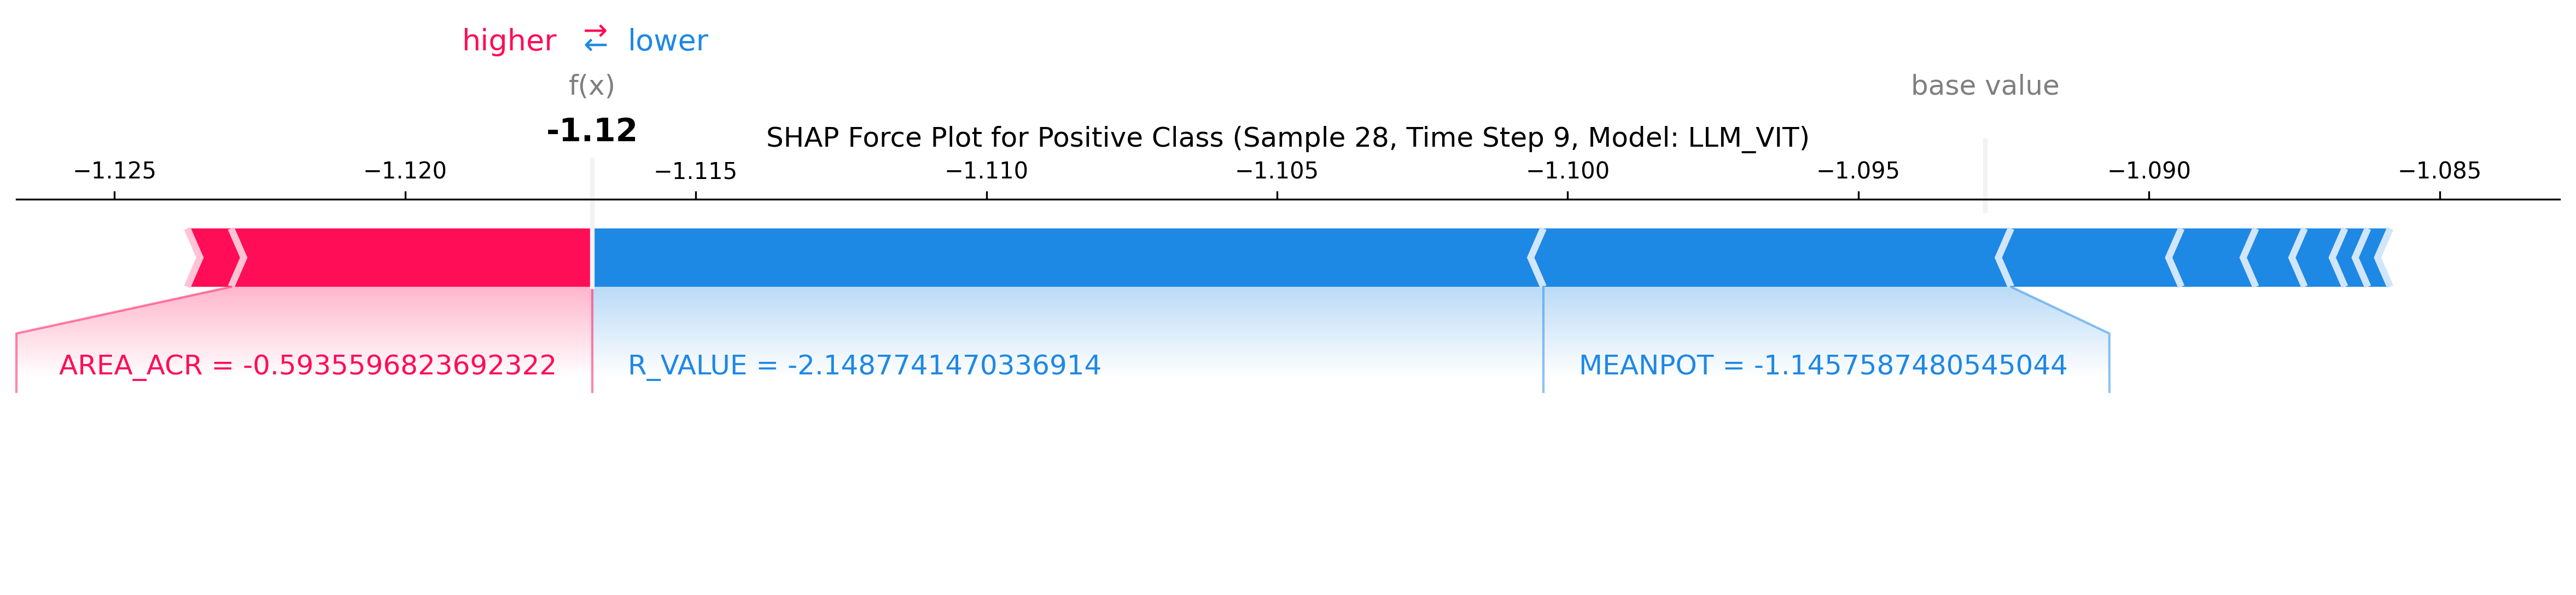 higher ⇄ lower
f(x)
base value
-1.12
SHAP Force Plot for Positive Class (Sample 28, Time Step 9, Model: LLM_VIT)
−1.125 −1.120 −1.115 −1.110 −1.105 −1.100 −1.095 −1.090 −1.085
AREA_ACR = -0.5935596823692322
R_VALUE = -2.1487741470336914
MEANPOT = -1.1457587480545044